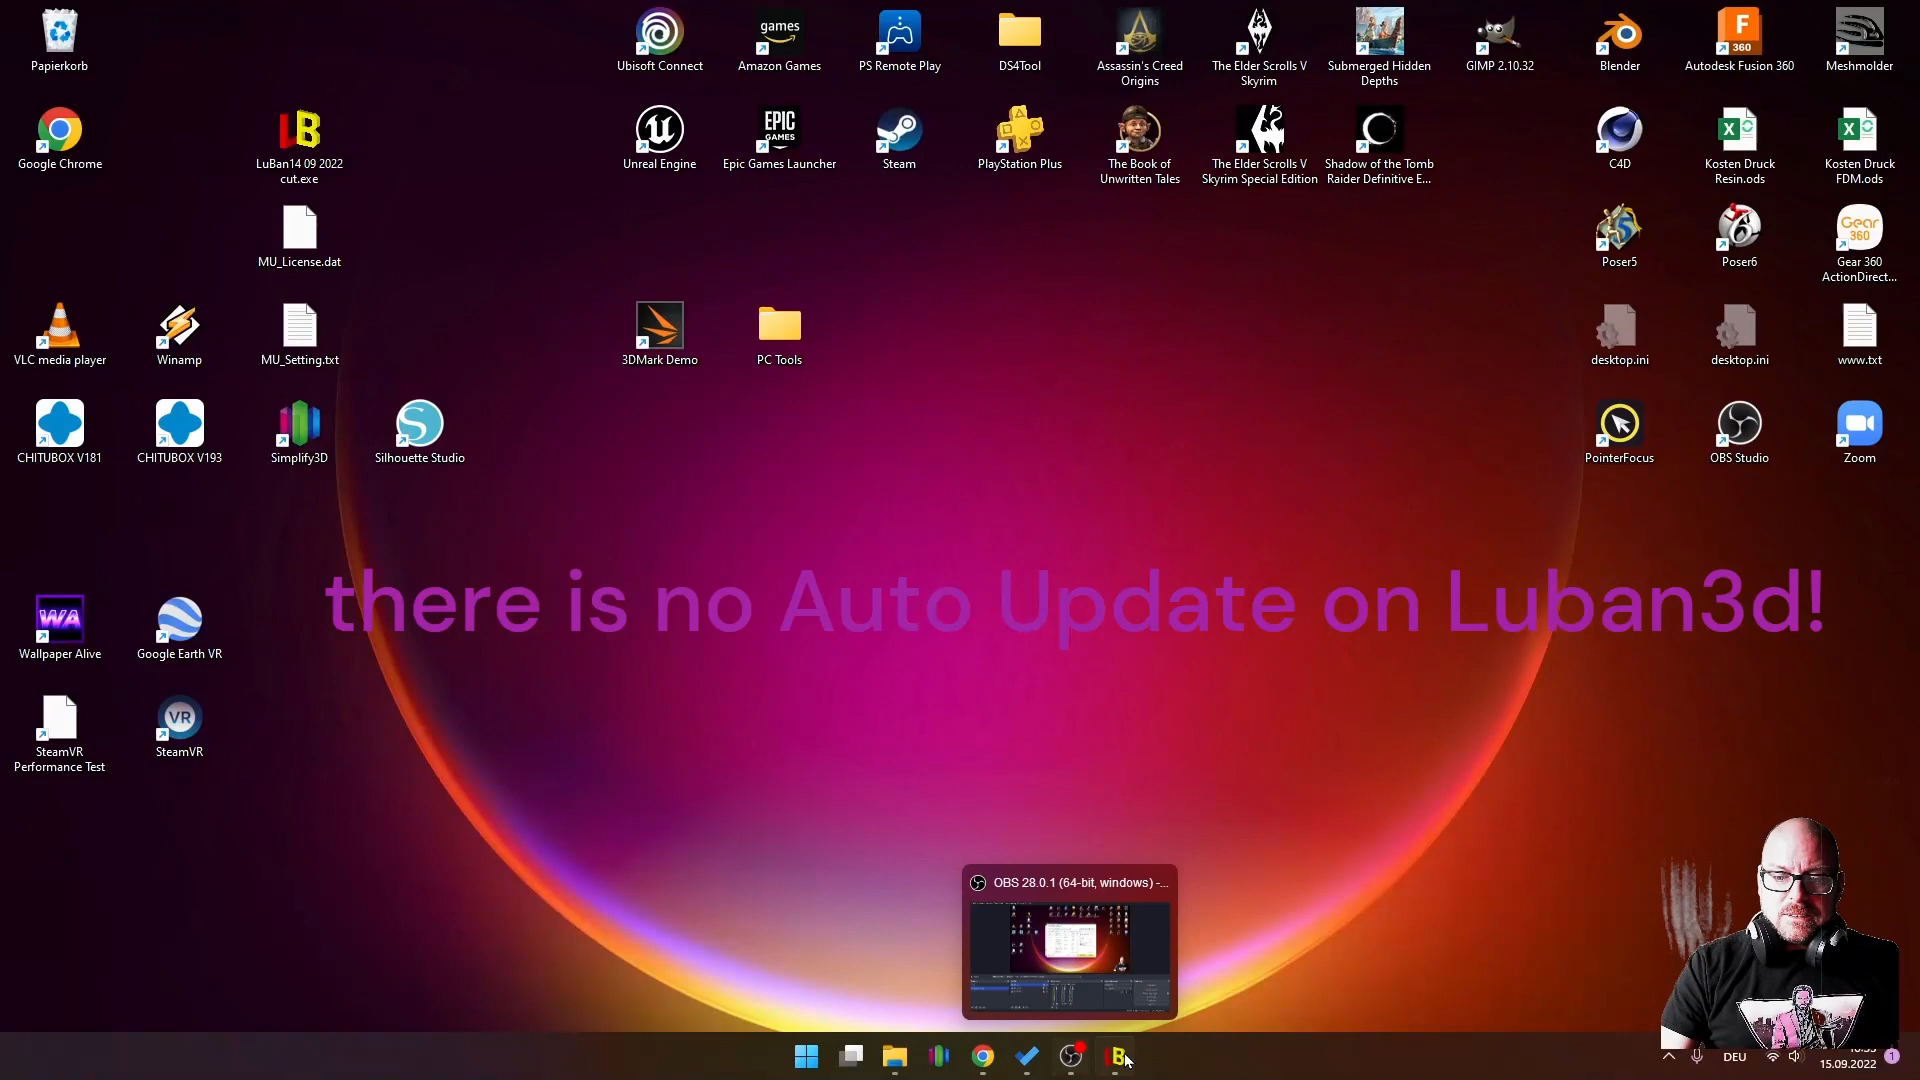 Papierkorb
Ubisoft Connect
games
Amazon Games
PS Remote Play
DS4Tool
Assassin's Creed
Origins
The Elder Scrolls V
Skyrim
Submerged Hidden
Depths
GIMP 2.10.32
Blender
F
360
Autodesk Fusion 360
Meshmolder
Google Chrome
LB
LuBan14 09 2022
cut.exe
Unreal Engine
EPIC
GAMES
Epic Games Launcher
Steam
PlayStation Plus
The Book of
Unwritten Tales
The Elder Scrolls V
Skyrim Special Edition
Shadow of the Tomb
Raider Definitive E...
C4D
Kosten Druck
Resin.ods
Kosten Druck
FDM.ods
MU_License.dat
Poser5
Poser6
Gear
360
Gear 360
ActionDirect...
VLC media player
Winamp
MU_Setting.txt
3DMark Demo
PC Tools
desktop.ini
desktop.ini
www.txt
CHITUBOX V181
CHITUBOX V193
Simplify3D
Silhouette Studio
PointerFocus
OBS Studio
Zoom
there is no Auto Update on Luban3d!
WA
Wallpaper Alive
Google Earth VR
SteamVR
Performance Test
VR
SteamVR
OBS 28.0.1 (64-bit, windows) -...
LB
DEU
15.09.2022
1